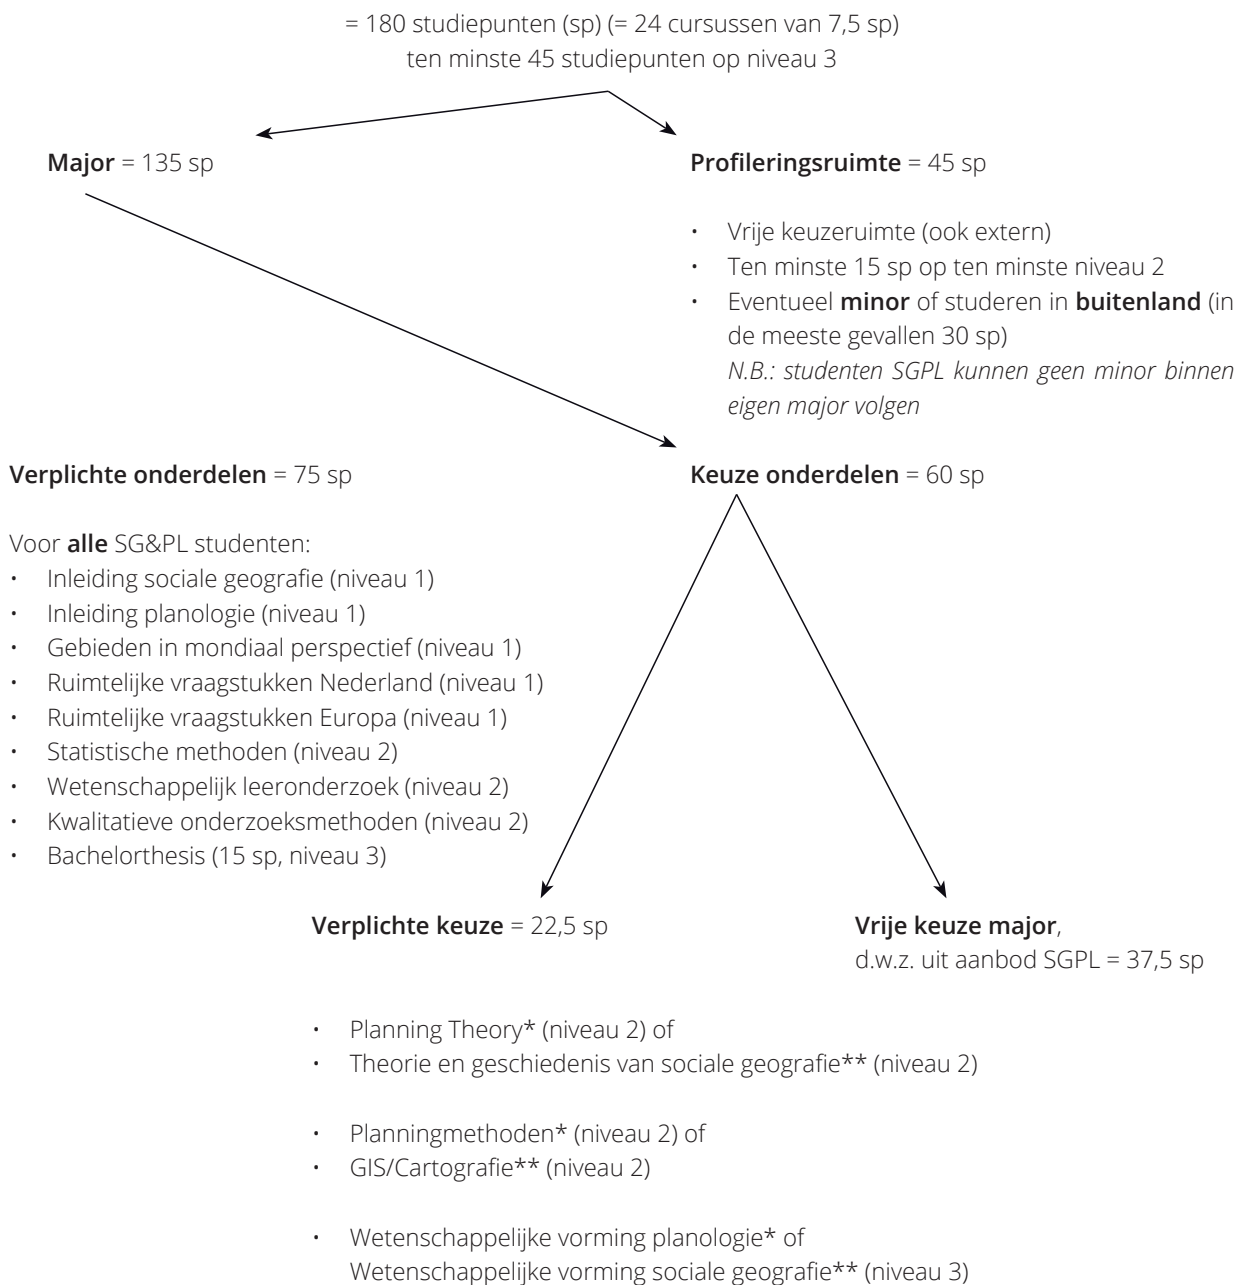 = 180 studiepunten (sp) (= 24 cursussen van 7,5 sp)
ten minste 45 studiepunten op niveau 3
Major = 135 sp
Profileringsruimte = 45 sp
• Vrije keuzeruimte (ook extern)
• Ten minste 15 sp op ten minste niveau 2
• Eventueel minor of studeren in buitenland (in
de meeste gevallen 30 sp)
N.B.: studenten SGPL kunnen geen minor binnen
eigen major volgen
Verplichte onderdelen = 75 sp
Voor alle SG&PL studenten:
• Inleiding sociale geografie (niveau 1)
• Inleiding planologie (niveau 1)
• Gebieden in mondiaal perspectief (niveau 1)
• Ruimtelijke vraagstukken Nederland (niveau 1)
• Ruimtelijke vraagstukken Europa (niveau 1)
• Statistische methoden (niveau 2)
• Wetenschappelijk leeronderzoek (niveau 2)
• Kwalitatieve onderzoeksmethoden (niveau 2)
• Bachelorthesis (15 sp, niveau 3)
Keuze onderdelen = 60 sp
Verplichte keuze = 22,5 sp
• Planning Theory* (niveau 2) of
• Theorie en geschiedenis van sociale geografie** (niveau 2)
• Planningmethoden* (niveau 2) of
• GIS/Cartografie** (niveau 2)
• Wetenschappelijke vorming planologie* of
Wetenschappelijke vorming sociale geografie** (niveau 3)
Vrije keuze major,
d.w.z. uit aanbod SGPL = 37,5 sp